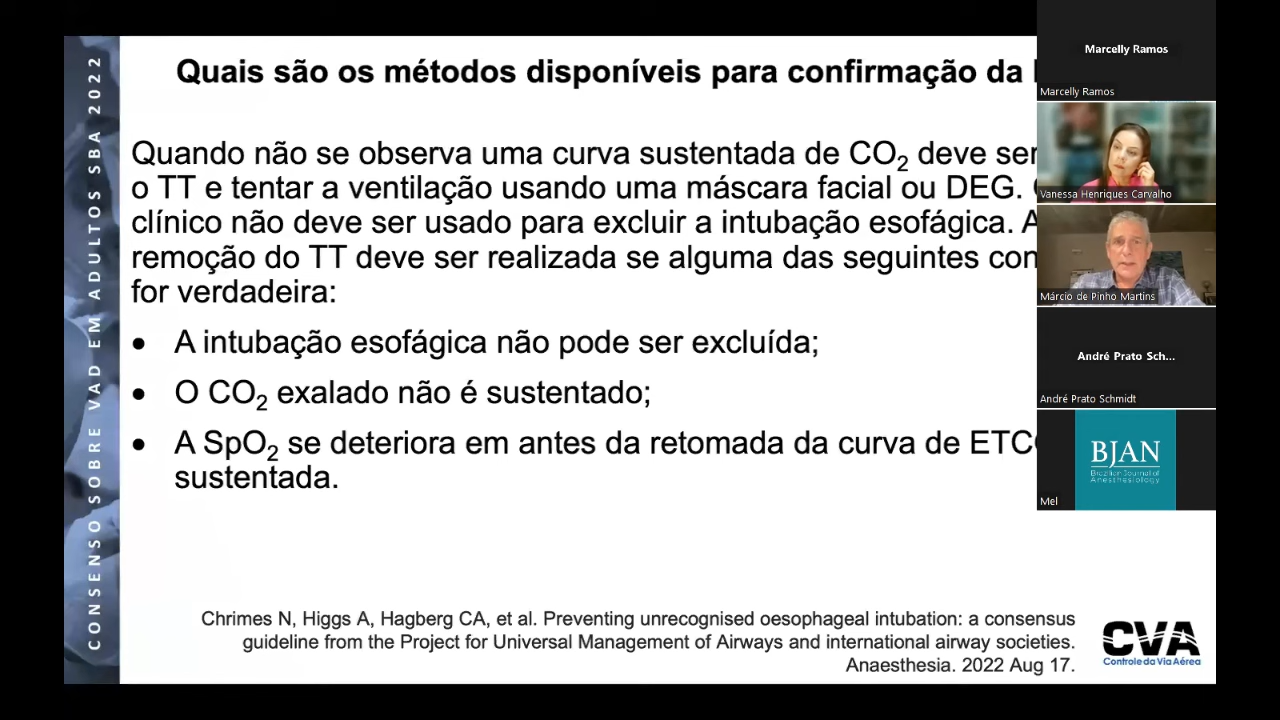 CONSENSO SOBRE VAD EM ADULTOS SBA 2022
Quais são os métodos disponíveis para confirmação da
Quando não se observa uma curva sustentada de CO₂ deve ser
o TT e tentar a ventilação usando uma máscara facial ou DEG.
clínico não deve ser usado para excluir a intubação esofágica. A
remoção do TT deve ser realizada se alguma das seguintes con
for verdadeira:
• A intubação esofágica não pode ser excluída;
• O CO₂ exalado não é sustentado;
• A SpO₂ se deteriora em antes da retomada da curva de ETC
sustentada.
Chrimes N, Higgs A, Hagberg CA, et al. Preventing unrecognised oesophageal intubation: a consensus
guideline from the Project for Universal Management of Airways and international airway societies.
Anaesthesia. 2022 Aug 17.
CVA
Controle da Via Aérea
Marcelly Ramos
Marcelly Ramos
Vanessa Henriques Carvalho
Márcio de Pinho Martins
André Prato Sch...
André Prato Schmidt
BJAN
Brazilian Journal of
Anesthesiology
Mel